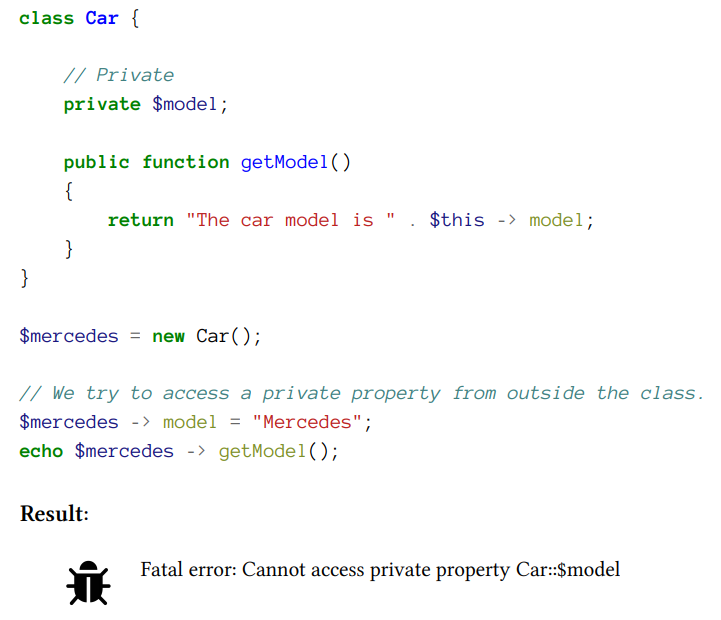 class Car {
// Private
private $model;
public function getModel()
{
return "The car model is " . $this -> model;
}
}
$mercedes = new Car();
// We try to access a private property from outside the class.
$mercedes -> model = "Mercedes";
echo $mercedes -> getModel();
Result:
Fatal error: Cannot access private property Car::$model